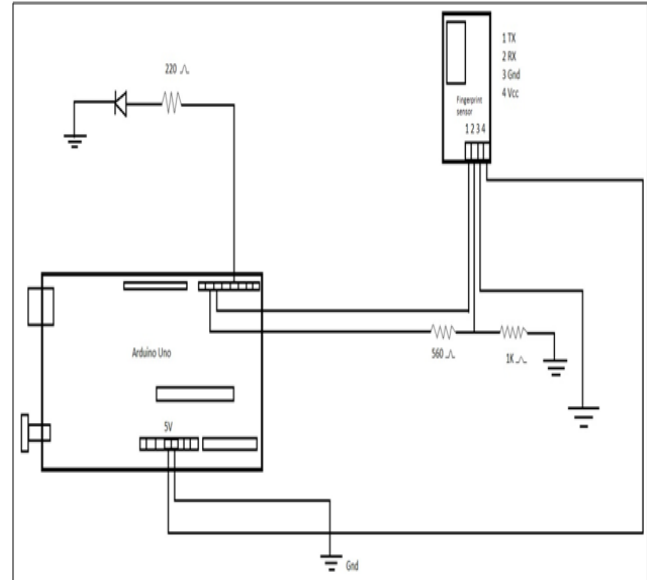 220
1 TX
2 RX
3 Gnd
4 Vcc
Fingerprint
sensor
1 2 3 4
Arduino Uno
560
1K
5V
Gnd